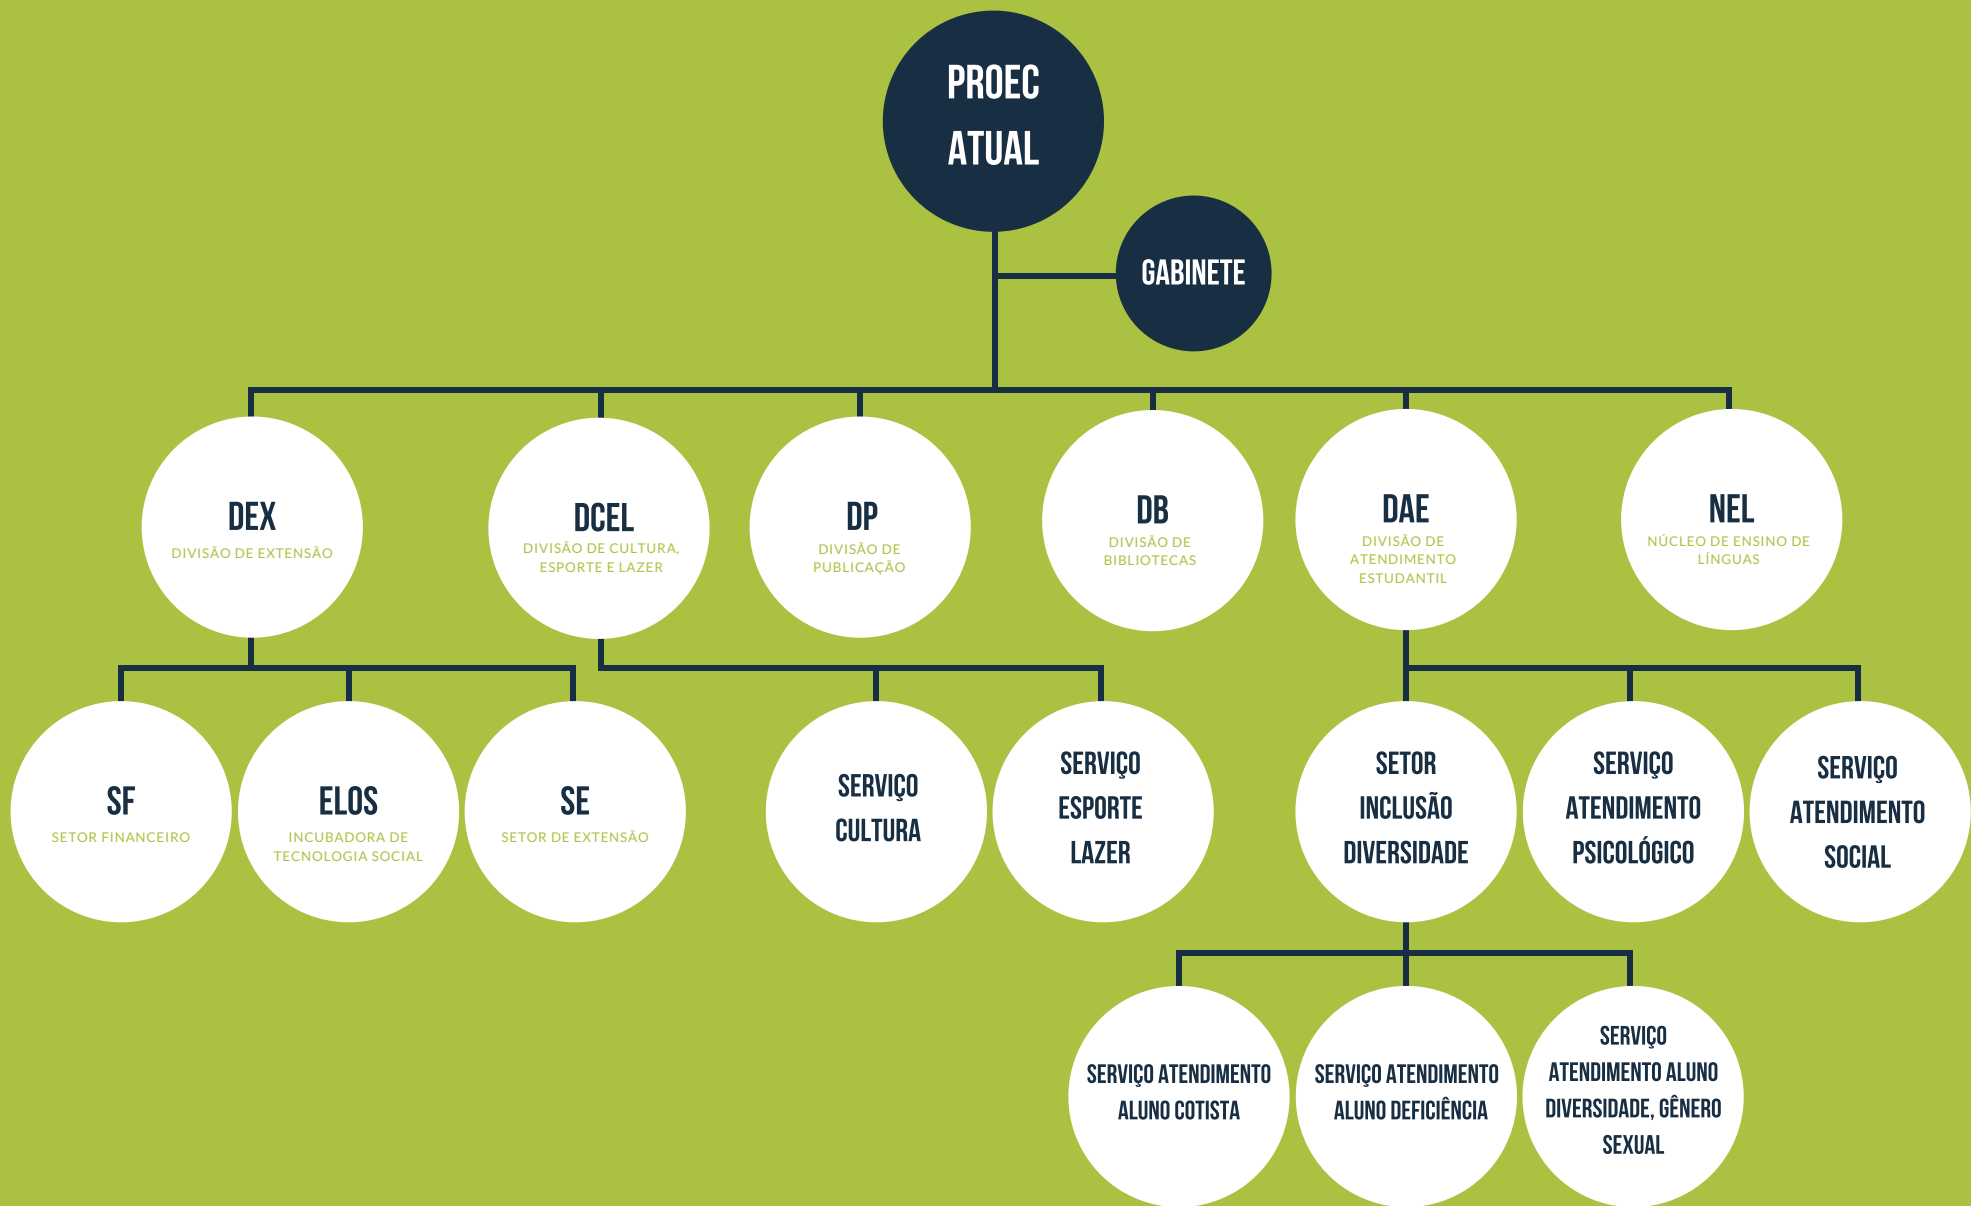 PROEC
ATUAL
GABINETE
DEX
DIVISÃO DE EXTENSÃO
DCEL
DIVISÃO DE CULTURA,
ESPORTE E LAZER
DP
DIVISÃO DE
PUBLICAÇÃO
DB
DIVISÃO DE
BIBLIOTECAS
DAE
DIVISÃO DE
ATENDIMENTO
ESTUDANTIL
NEL
NÚCLEO DE ENSINO DE
LÍNGUAS
SF
SETOR FINANCEIRO
ELOS
INCUBADORA DE
TECNOLOGIA SOCIAL
SE
SETOR DE EXTENSÃO
SERVIÇO
CULTURA
SERVIÇO
ESPORTE
LAZER
SETOR
INCLUSÃO
DIVERSIDADE
SERVIÇO
ATENDIMENTO
PSICOLÓGICO
SERVIÇO
ATENDIMENTO
SOCIAL
SERVIÇO ATENDIMENTO
ALUNO COTISTA
SERVIÇO ATENDIMENTO
ALUNO DEFICIÊNCIA
SERVIÇO
ATENDIMENTO ALUNO
DIVERSIDADE, GÊNERO
SEXUAL